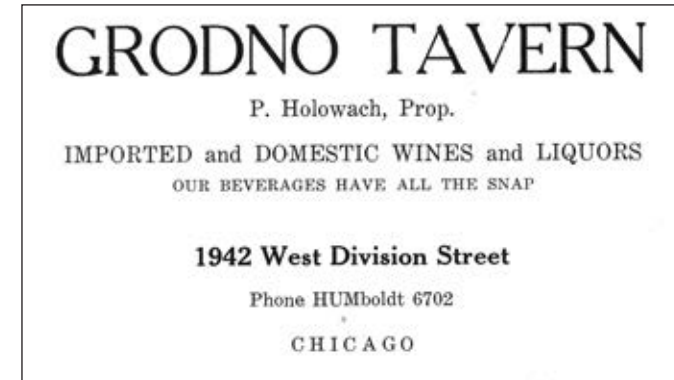 GRODNO TAVERN
P. Holowach, Prop.
IMPORTED and DOMESTIC WINES and LIQUORS
OUR BEVERAGES HAVE ALL THE SNAP
1942 West Division Street
Phone HUMboldt 6702
CHICAGO